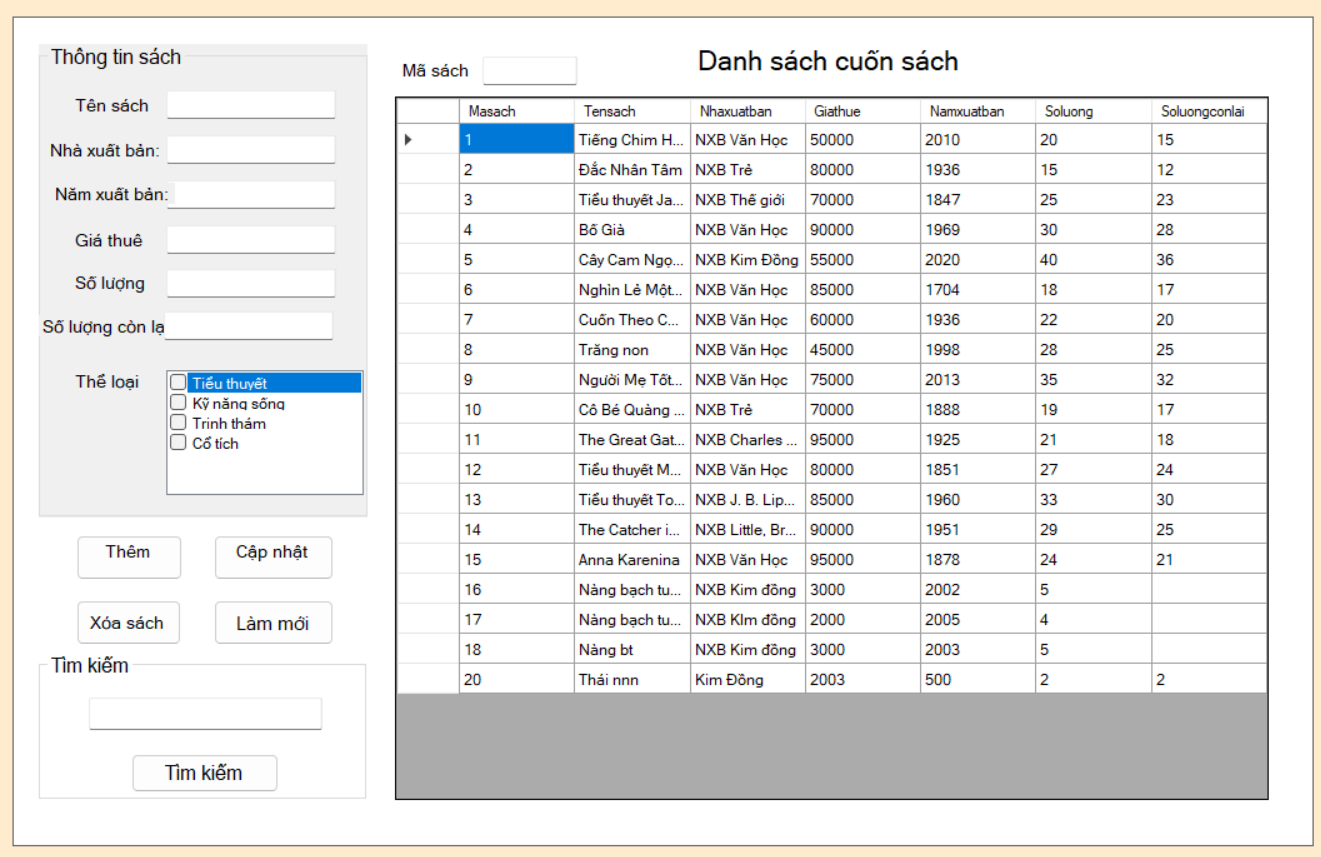 Thông tin sách
Tên sách
Nhà xuất bản:
Năm xuất bản:
Giá thuê
Số lượng
Số lượng còn lạ
Thể loại
Tiểu thuyết
Kỹ năng sống
Trinh thám
Cổ tích
Thêm
Cập nhật
Xóa sách
Làm mới
Tìm kiếm
Tìm kiếm
Mã sách
Danh sách cuốn sách
Masach Tensach Nhaxuatban Giathue Namxuatban Soluong Soluongconlai
1 Tiếng Chim H... NXB Văn Học 50000 2010 20 15
2 Đắc Nhân Tâm NXB Trẻ 80000 1936 15 12
3 Tiểu thuyết Ja... NXB Thế giới 70000 1847 25 23
4 Bố Già NXB Văn Học 90000 1969 30 28
5 Cây Cam Ngọ... NXB Kim Đồng 55000 2020 40 36
6 Nghìn Lẻ Một... NXB Văn Học 85000 1704 18 17
7 Cuốn Theo C... NXB Văn Học 60000 1936 22 20
8 Trăng non NXB Văn Học 45000 1998 28 25
9 Người Mẹ Tốt... NXB Văn Học 75000 2013 35 32
10 Cô Bé Quàng ... NXB Trẻ 70000 1888 19 17
11 The Great Gat... NXB Charles ... 95000 1925 21 18
12 Tiểu thuyết M... NXB Văn Học 80000 1851 27 24
13 Tiểu thuyết To... NXB J. B. Lip... 85000 1960 33 30
14 The Catcher i... NXB Little, Br... 90000 1951 29 25
15 Anna Karenina NXB Văn Học 95000 1878 24 21
16 Nàng bạch tu... NXB Kim đồng 3000 2002 5
17 Nàng bạch tu... NXB KIm đồng 2000 2005 4
18 Nàng bt NXB Kim đồng 3000 2003 5
20 Thái nnn Kim Đồng 2003 500 2 2